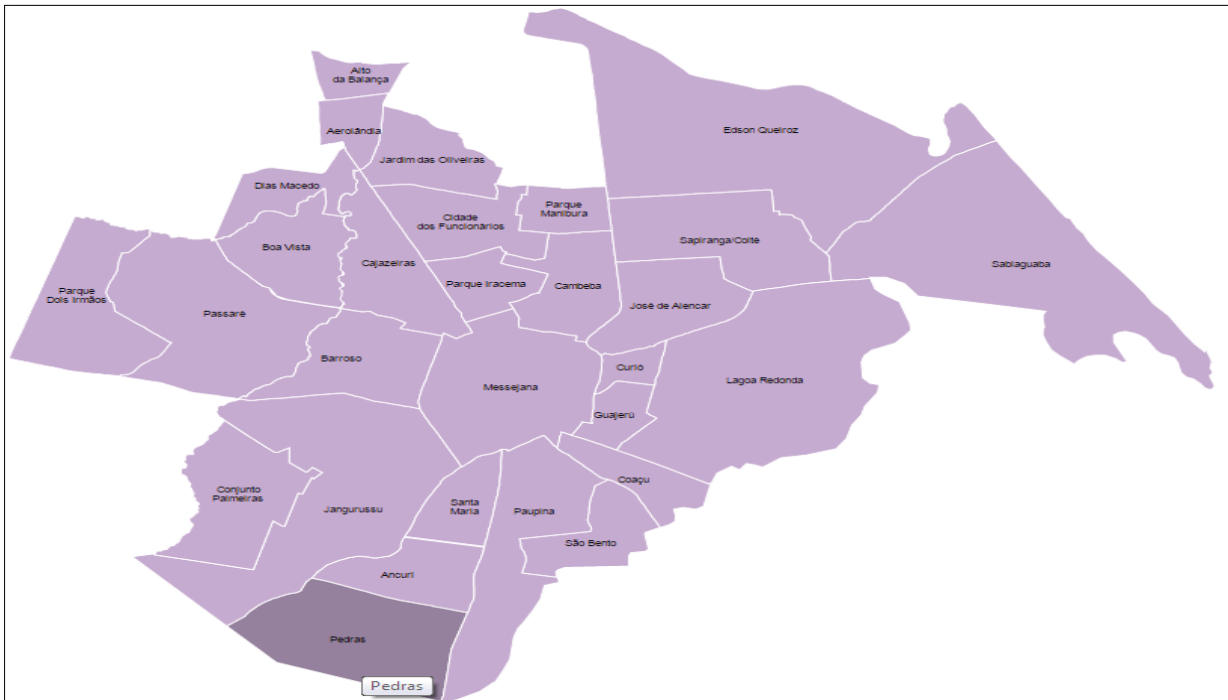 Alto
da Balança
Aerolândia
Edson Queiroz
Jardim das Oliveiras
Dias Macedo
Parque
Manibura
Cidade
dos Funcionários
Sapiranga/Coité
Boa Vista
Cajazeiras
Sabiaguaba
Parque Iracema
Cambeba
Parque
Dois Irmãos
José de Alencar
Passaré
Barroso
Curió
Messejana
Lagoa Redonda
Guajerú
Coaçu
Conjunto
Palmeiras
Santa
Maria
Jangurussu
Paupina
São Bento
Ancuri
Pedras
Pedras